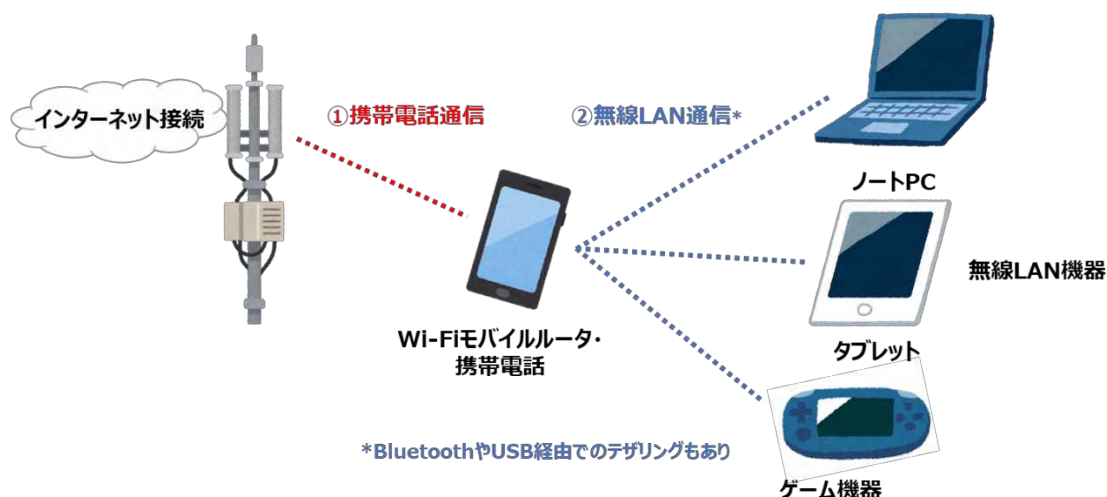 インターネット接続
①携帯電話通信
②無線LAN通信*
ノートPC
無線LAN機器
Wi-Fiモバイルルータ・
携帯電話
タブレット
*BluetoothやUSB経由でのテザリングもあり
ゲーム機器